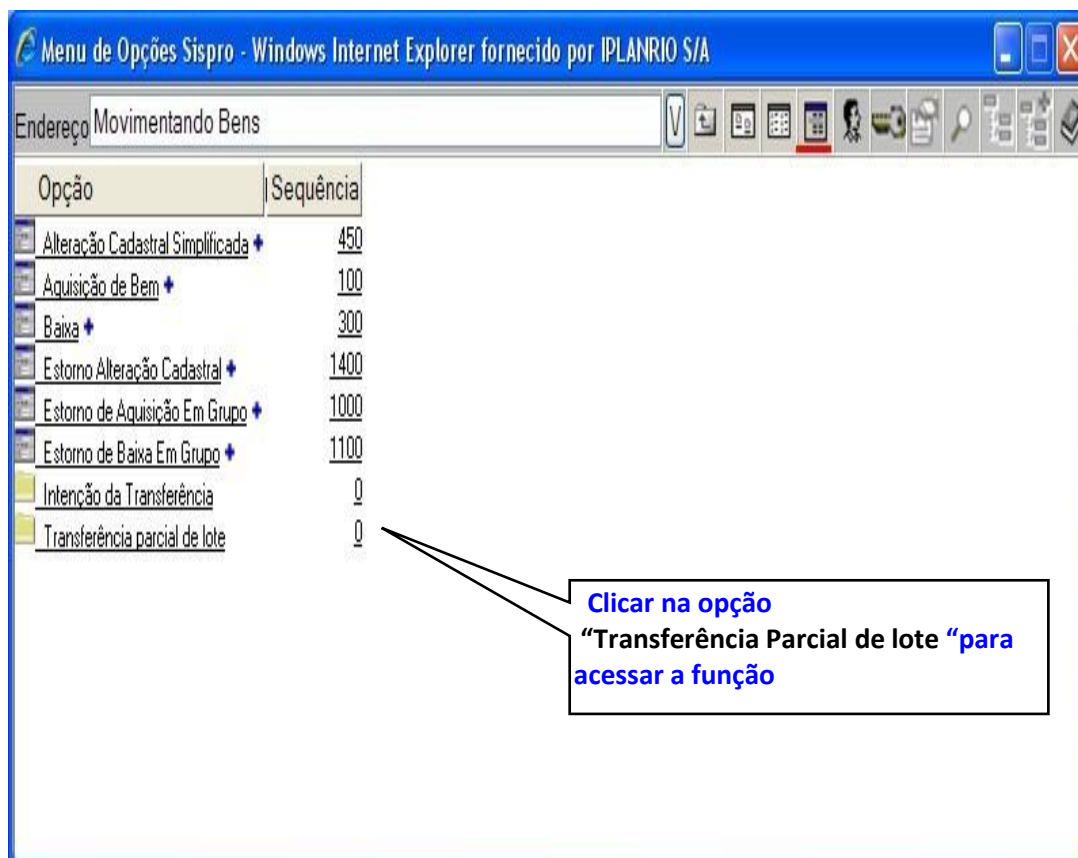 Menu de Opções Sispro - Windows Internet Explorer fornecido por IPLANRIO S/A
Endereço Movimentando Bens V
Opção Sequência
Alteração Cadastral Simplificada 450
Aquisição de Bem 100
Baixa 300
Estorno Alteração Cadastral 1400
Estorno de Aquisição Em Grupo 1000
Estorno de Baixa Em Grupo 1100
Intenção da Transferência 0
Transferência parcial de lote 0
Clicar na opção
“Transferência Parcial de lote “para
acessar a função